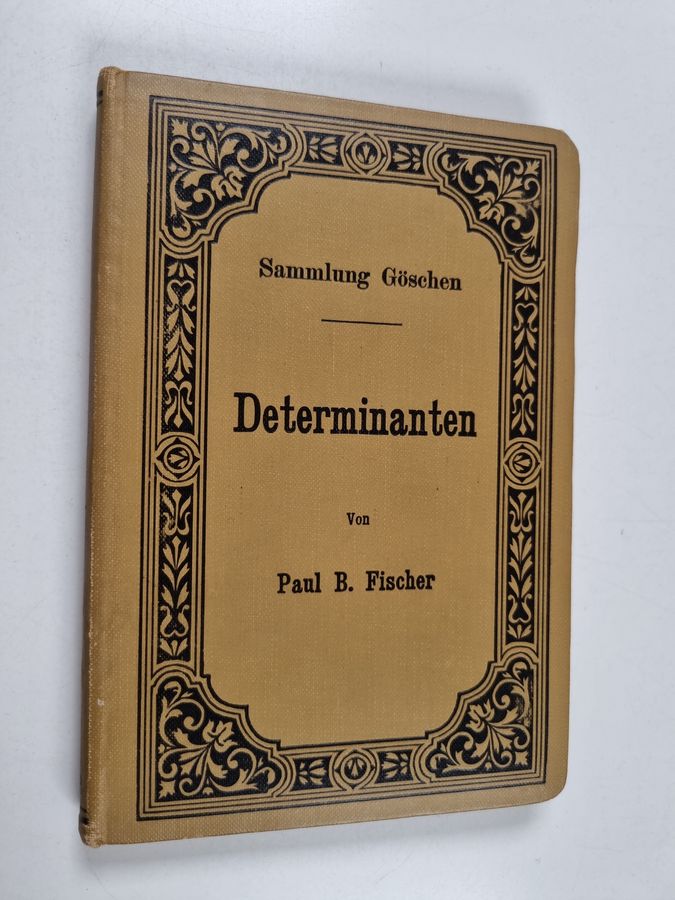 Sammlung Göschen
Determinanten
Von
Paul B. Fischer